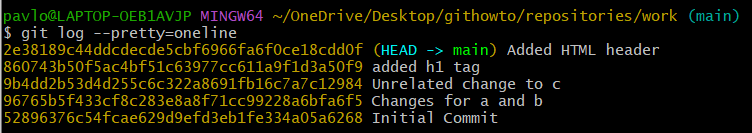 pavlo@LAPTOP-OEB1AVJP MINGW64 ~/OneDrive/Desktop/githowto/repositories/work (main)
$ git log --pretty=oneline
2e38189c44ddcdecde5cbf6966fa6f0ce18cdd0f (HEAD -> main) Added HTML header
860743b50f5ac4bf51c63977cc611a9f1d3a50f9 added h1 tag
9b4dd2b53d4d255c6c322a8691fb16c7a7c12984 Unrelated change to c
96765b5f433cf8c283e8a8f71cc99228a6bfa6f5 Changes for a and b
52896376c54fcae629d9efd3eb1fe334a05a6268 Initial Commit